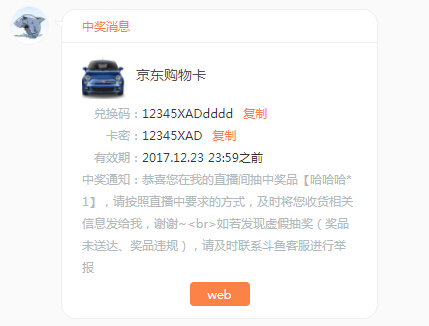 中奖消息
京东购物卡
兑换码：12345XADdddd 复制
卡密：12345XAD 复制
有效期：2017.12.23 23:59之前
中奖通知：恭喜您在我的直播间抽中奖品【哈哈哈*
1】，请按照直播中要求的方式，及时将您收货相关
信息发给我，谢谢~<br>如若发现虚假抽奖（奖品
未送达、奖品违规），请及时联系斗鱼客服进行举
报
web